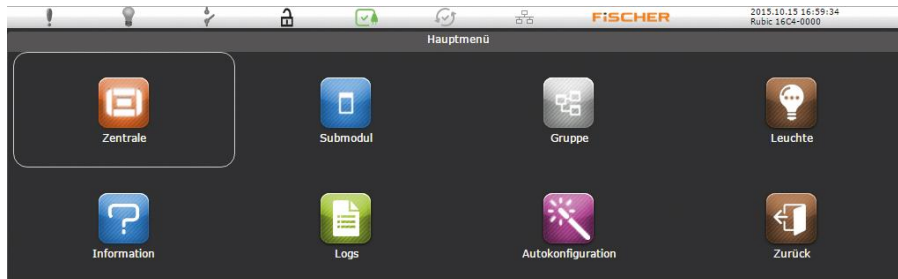 FiSCHER
2015.10.15 16:59:34
Rubic 16C4-0000
Hauptmenü
Zentrale
Submodul
Gruppe
Leuchte
Information
Logs
Autokonfiguration
Zurück